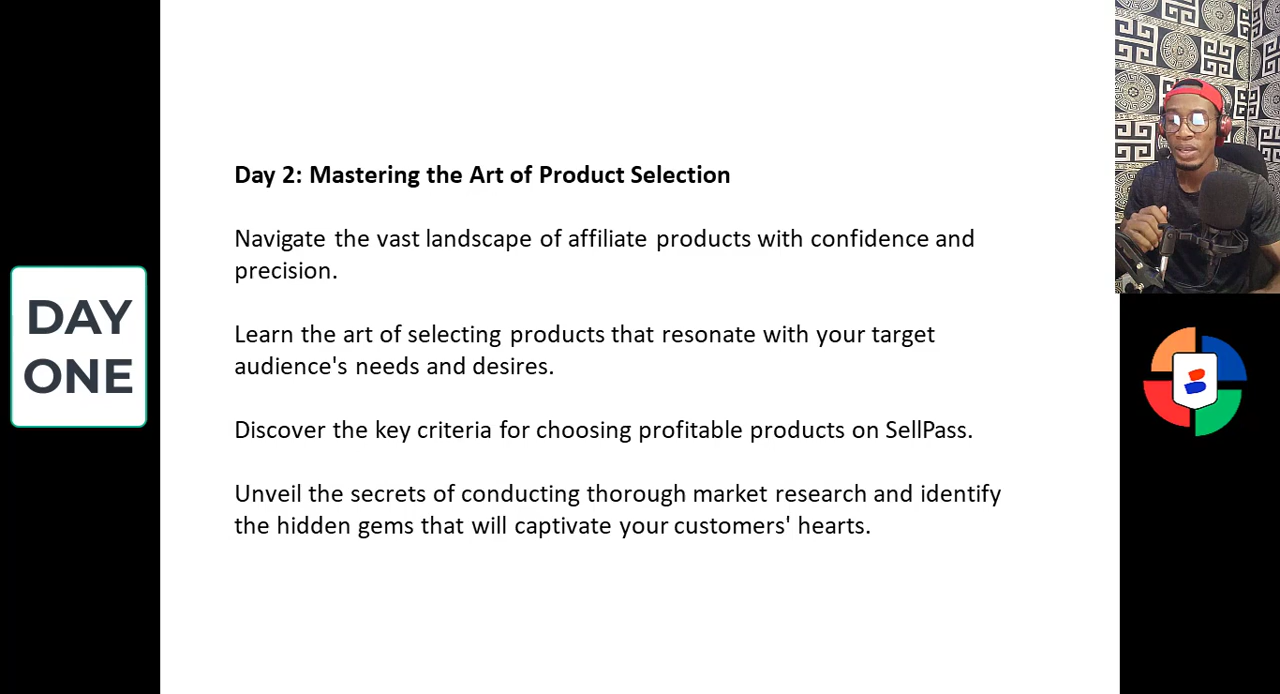 Day 2: Mastering the Art of Product Selection
Navigate the vast landscape of affiliate products with confidence and
precision.
Learn the art of selecting products that resonate with your target
audience's needs and desires.
Discover the key criteria for choosing profitable products on SellPass.
Unveil the secrets of conducting thorough market research and identify
the hidden gems that will captivate your customers' hearts.
DAY
ONE